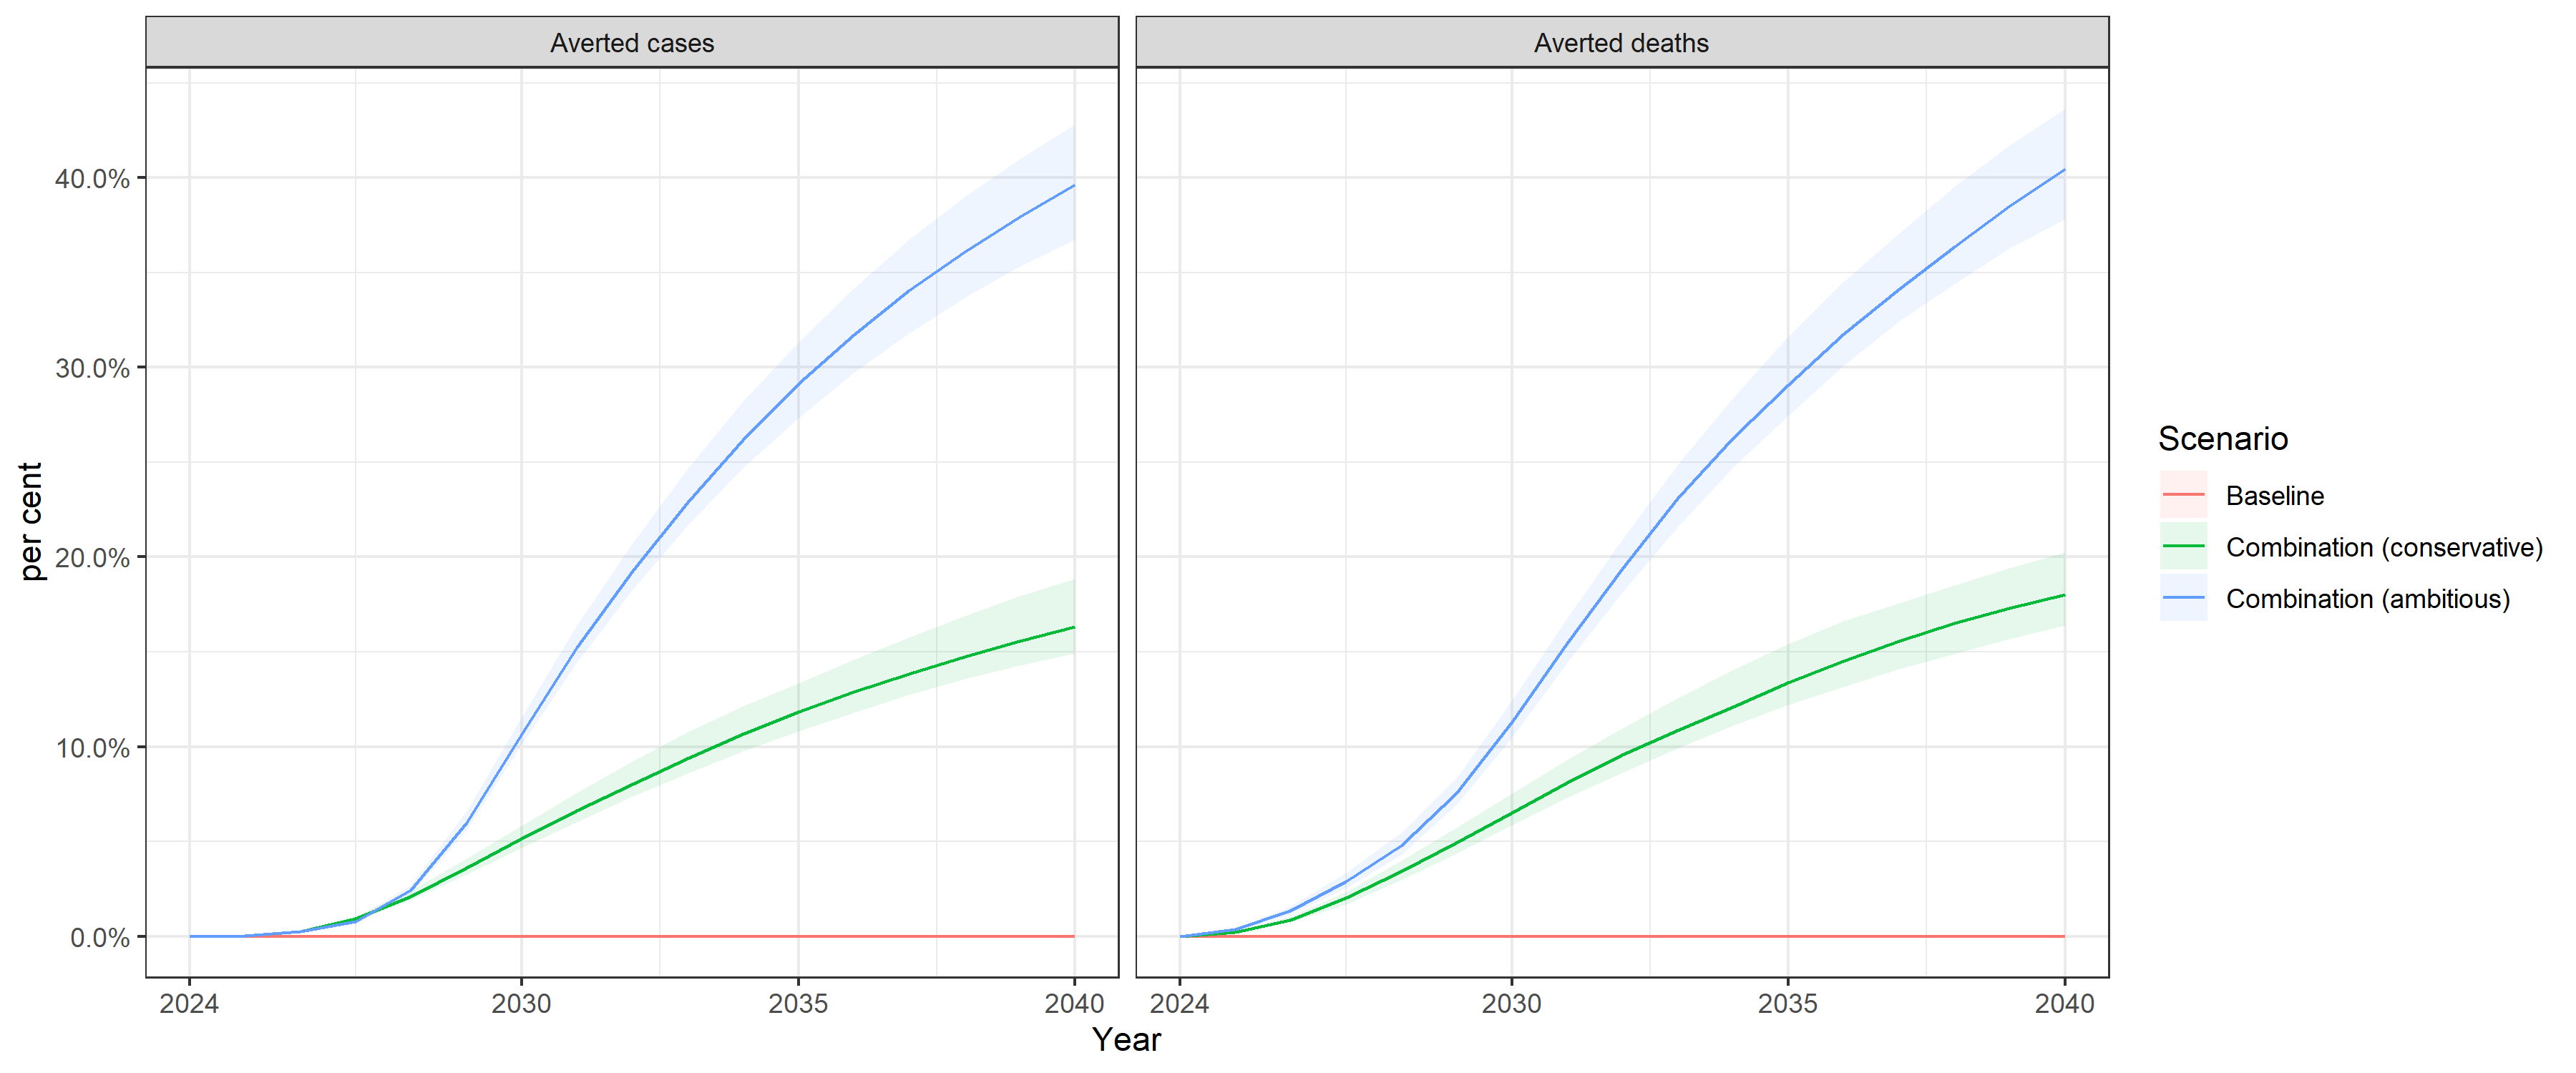 Averted cases
Averted deaths
per cent
40.0%
30.0%
20.0%
10.0%
0.0%
2024
2030
2035
2040
2024
2030
2035
2040
Year
Scenario
Baseline
Combination (conservative)
Combination (ambitious)